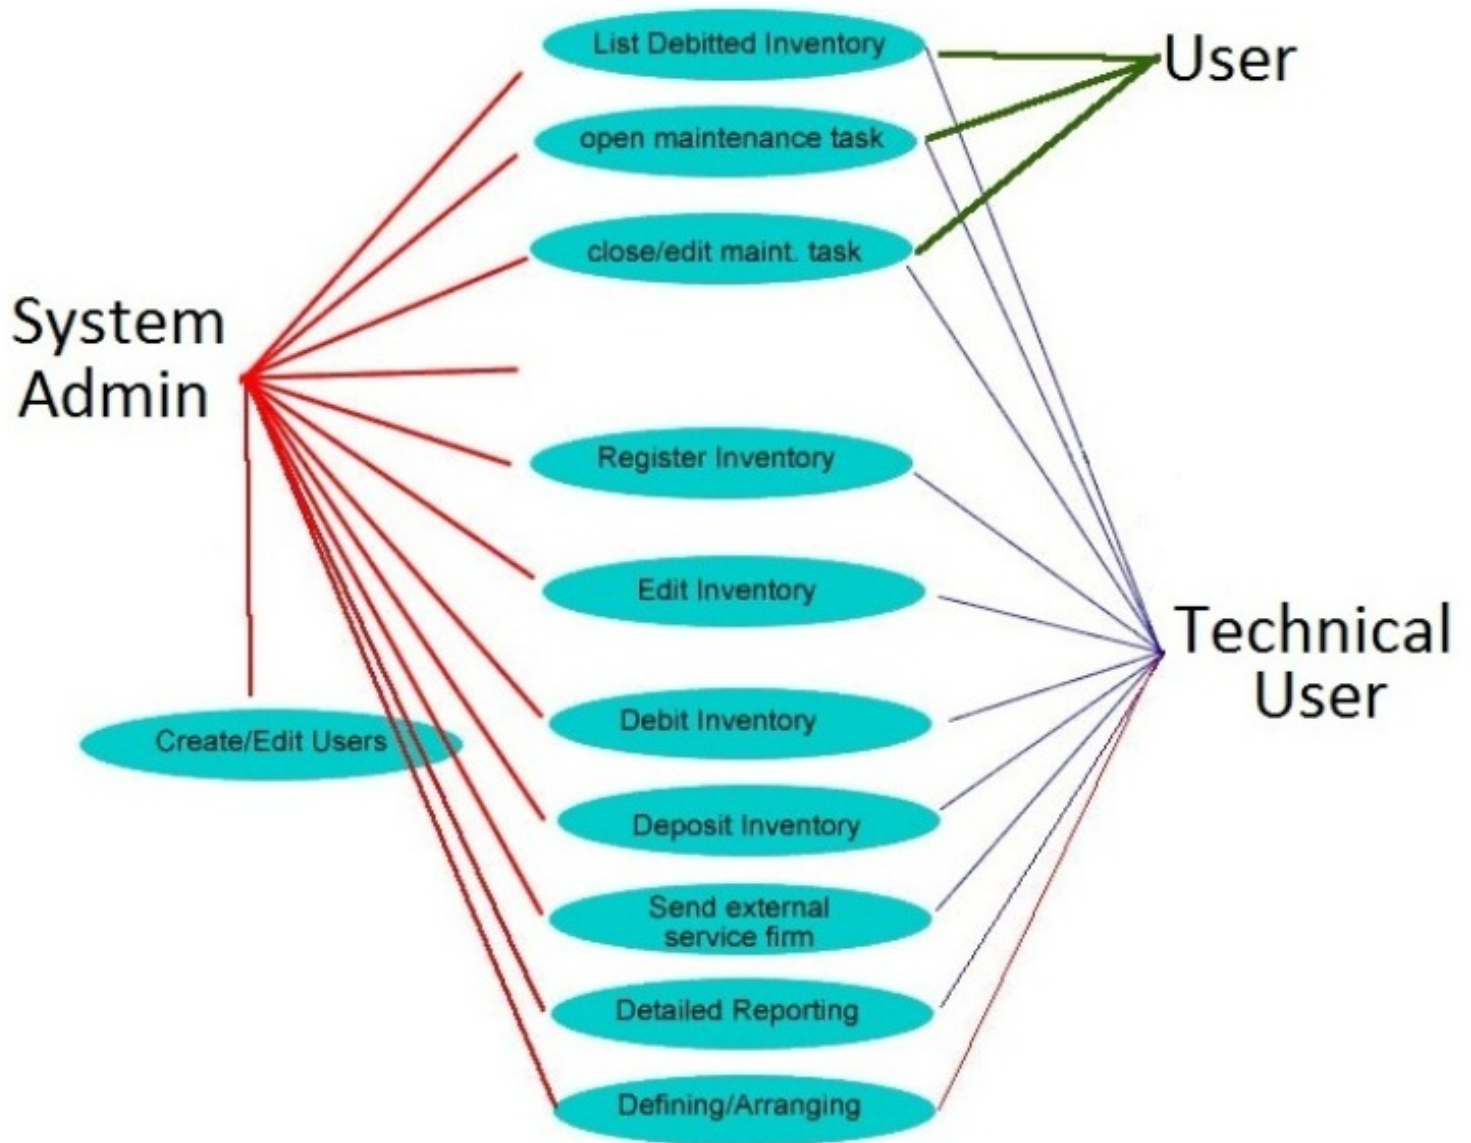 List Debitted Inventory
User
open maintenance task
close/edit maint. task
System
Admin
Register Inventory
Edit Inventory
Technical
User
Debit Inventory
Create/Edit Users
Deposit Inventory
Send external
service firm
Detailed Reporting
Defining/Arranging